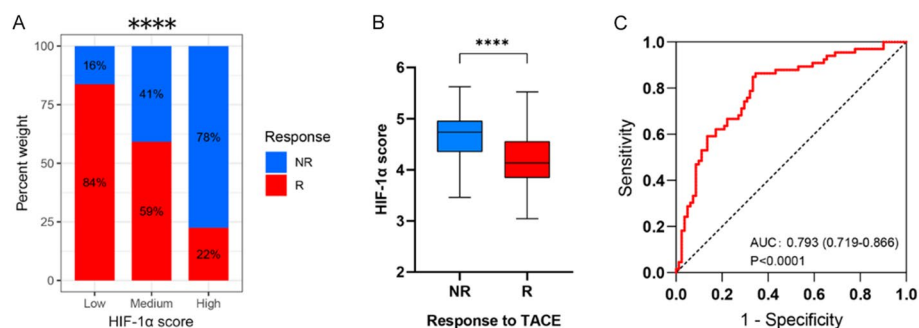 A
****
Percent weight
100
75
50
25
0
16%
84%
41%
59%
78%
22%
Low
Medium
High
HIF-1α score
Response
NR
R
B
****
HIF-1α score
6
5
4
3
2
NR
R
Response to TACE
C
Sensitivity
1.0
0.8
0.6
0.4
0.2
0.0
AUC: 0.793 (0.719-0.866)
P<0.0001
0.0 0.2 0.4 0.6 0.8 1.0
1 - Specificity